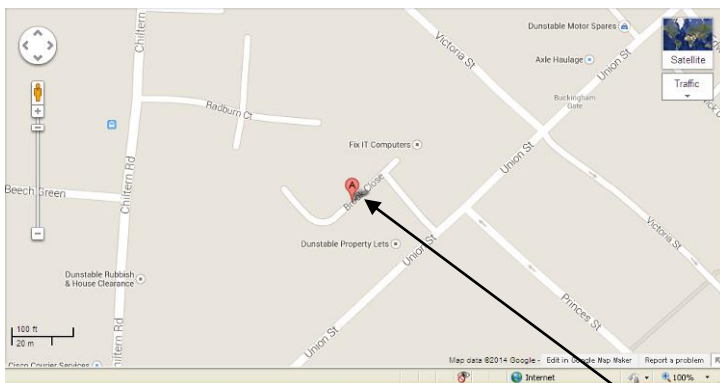 Dunstable Motor Spares
Chiltern Rd
Victoria St
Satellite
Axle Haulage
Union St
Traffic
Buckingham
Gate
Radburn Ct
Fix IT Computers
Union St
A
Beech Green
Chiltern Rd
Brook Close
Victoria St
Dunstable Property Lets
Union St
Dunstable Rubbish
& House Clearance
Princes St
100 ft
20 m
Union St
Cisco Courier Services
Map data ©2014 Google - Edit in Google Map Maker Report a problem
Internet
100%